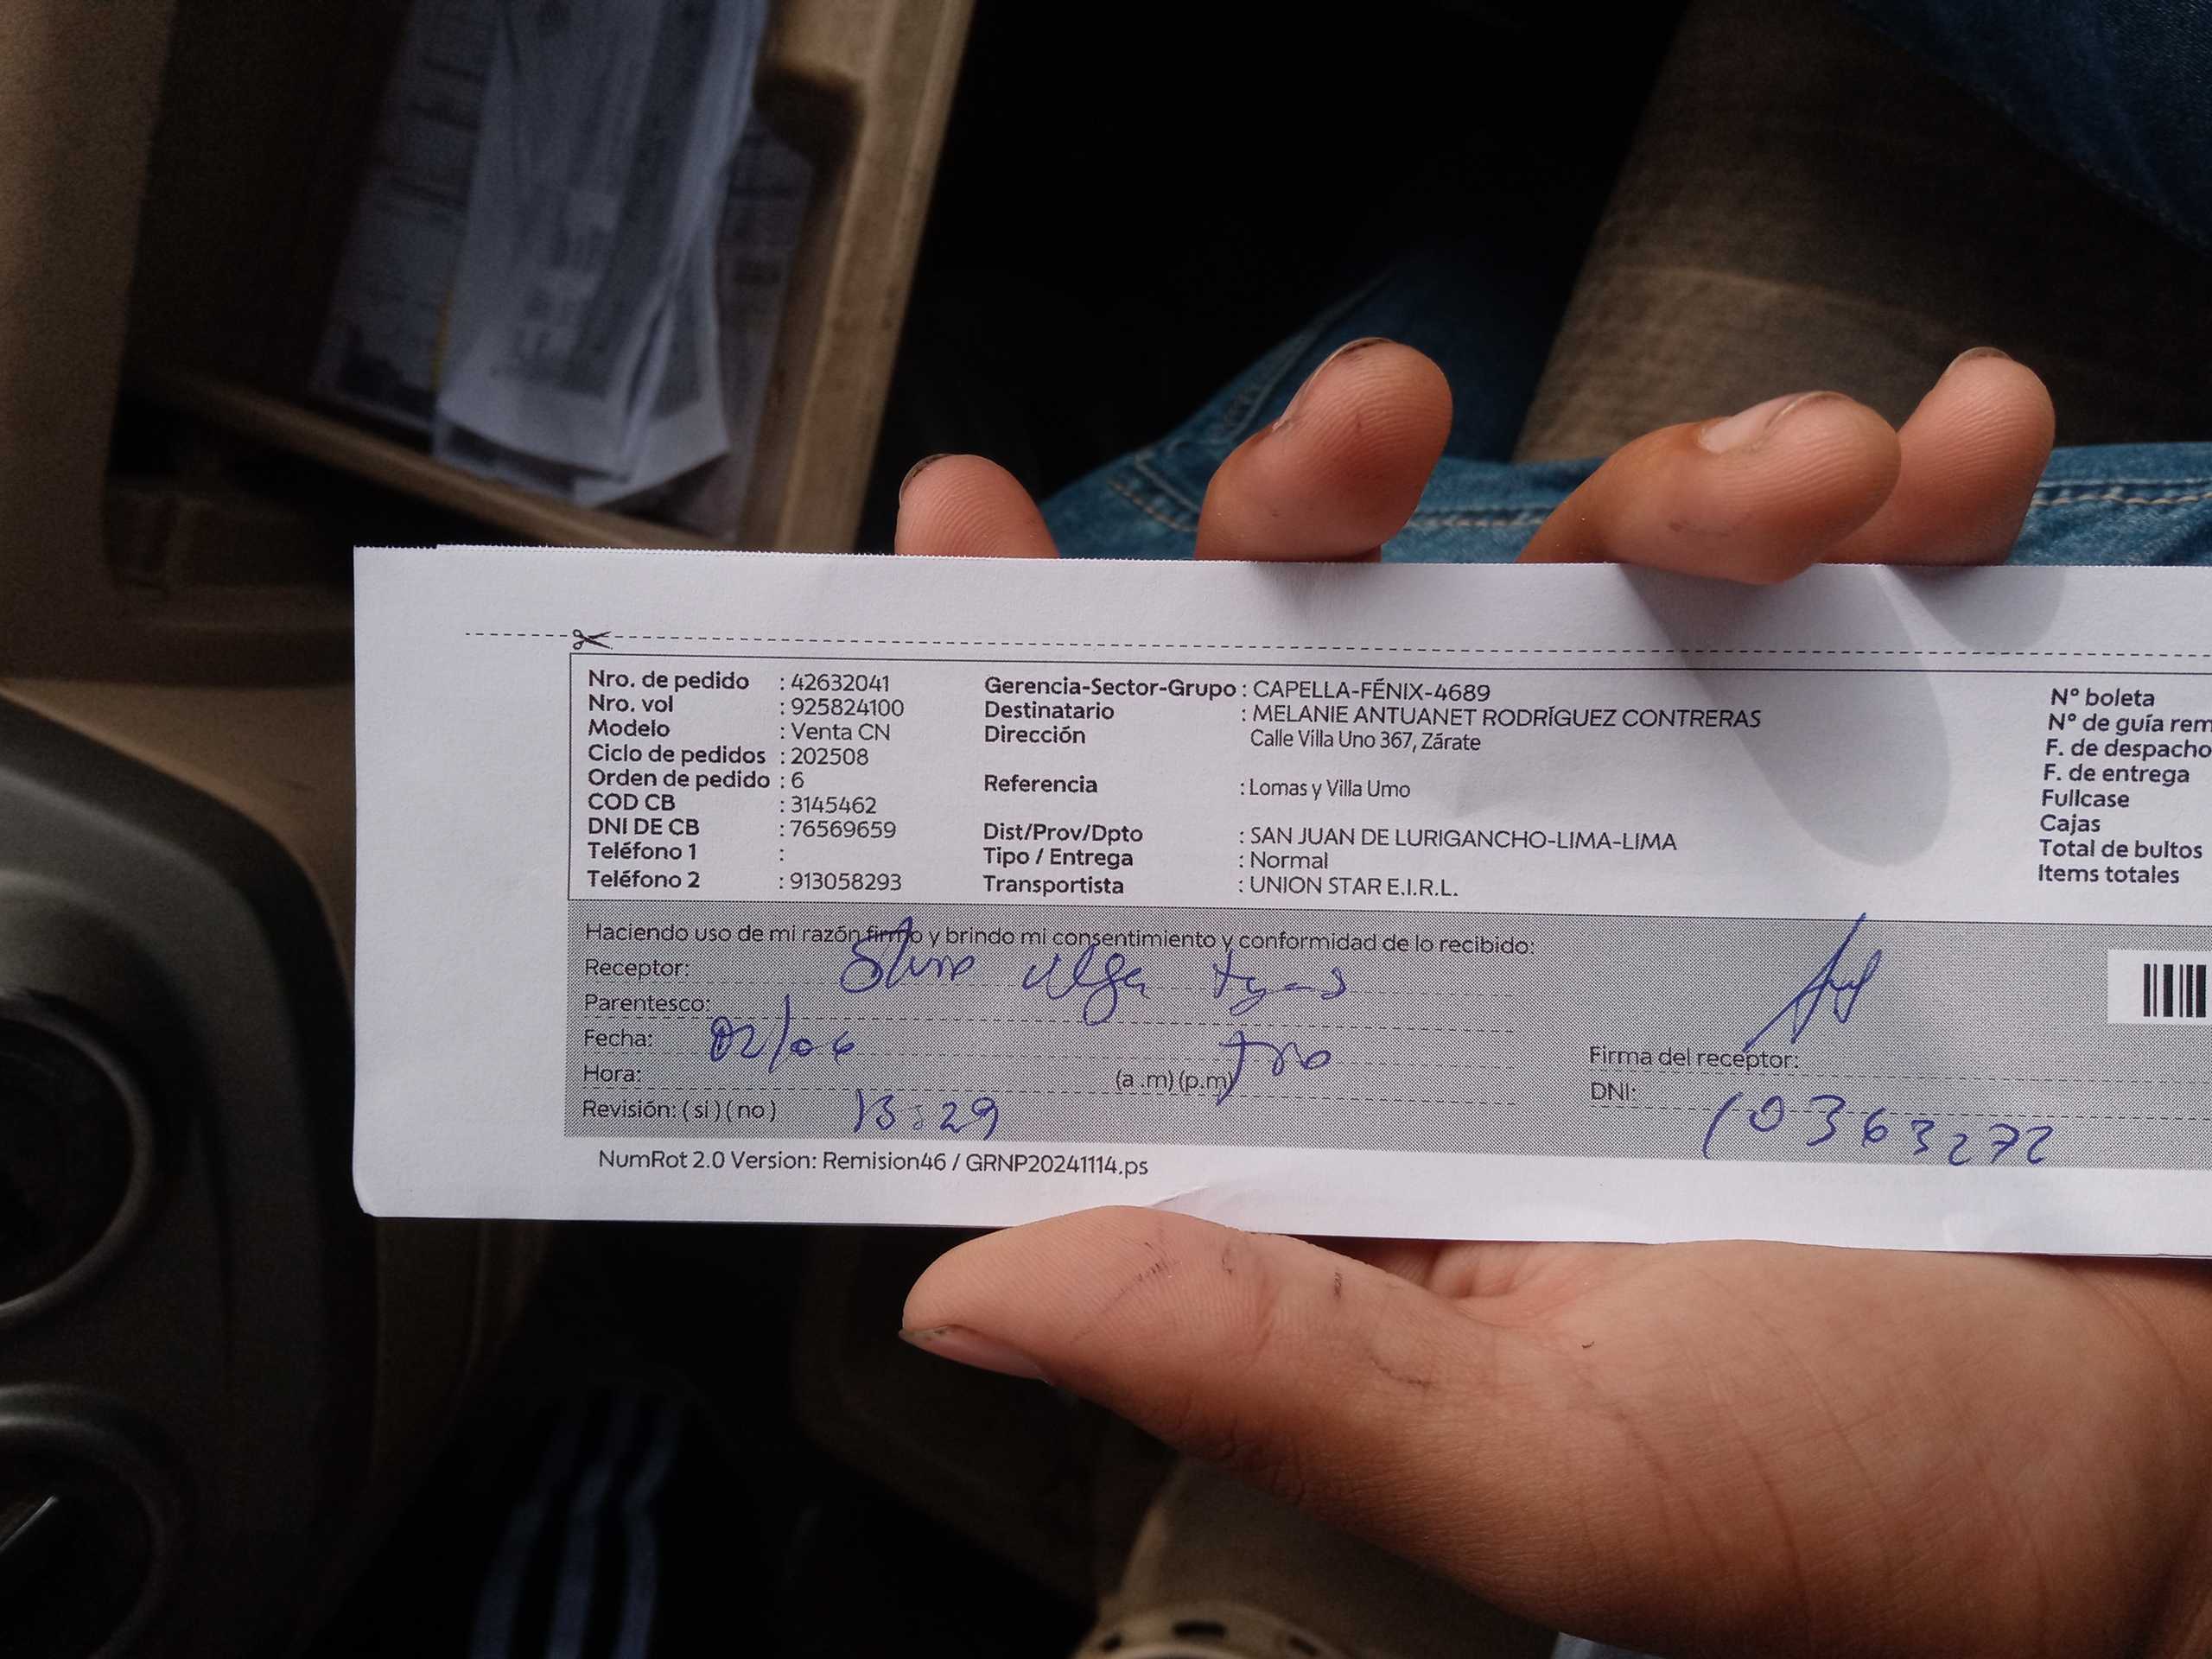 Nro. de pedido : 42632041
Nro. vol : 925824100
Modelo : Venta CN
Ciclo de pedidos : 202508
Orden de pedido : 6
COD CB : 3145462
DNI DE CB : 76569659
Teléfono 1 :
Teléfono 2 : 913058293
Gerencia-Sector-Grupo : CAPELLA-FÉNIX-4689
Destinatario : MELANIE ANTUANET RODRÍGUEZ CONTRERAS
Dirección Calle Villa Uno 367, Zárate
Referencia : Lomas y Villa Umo
Dist/Prov/Dpto : SAN JUAN DE LURIGANCHO-LIMA-LIMA
Tipo / Entrega : Normal
Transportista : UNION STAR E.I.R.L.
Nº boleta
Nº de guía rem
F. de despacho
F. de entrega
Fullcase
Cajas
Total de bultos
Items totales
Haciendo uso de mi razón firmo y brindo mi consentimiento y conformidad de lo recibido:
Receptor:
Parentesco:
Fecha: 02/06
Hora: (a.m) (p.m)
Revisión: ( si ) ( no ) 13:29
Firma del receptor:
DNI: 10363272
NumRot 2.0 Version: Remision46 / GRNP20241114.ps